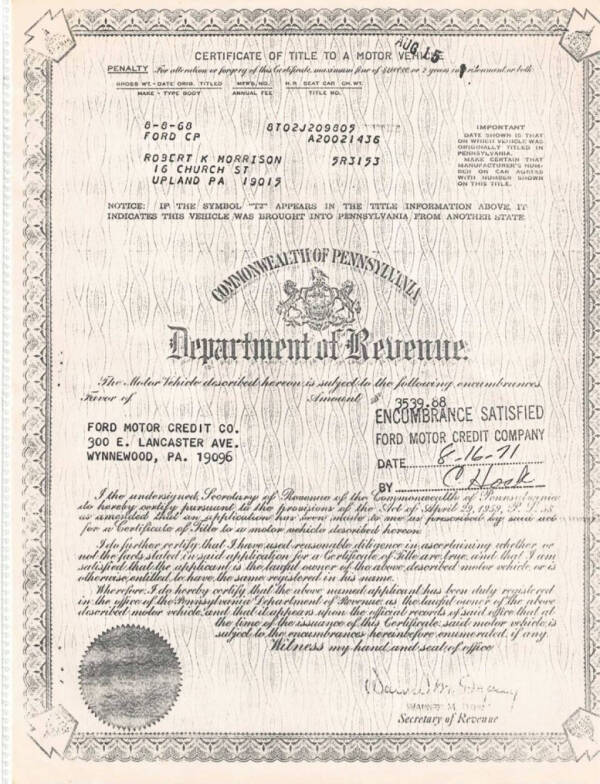 AUG 15
CERTIFICATE OF TITLE TO A MOTOR VEHICLE
PENALTY For alteration or forgery of this Certificate, maximum fine of or 2 years imprisonment, or both
GROSS WT. - DATE ORIG. TITLED MFRS. NO. H.P. SEAT CAP. CH. WT.
MAKE - TYPE BODY ANNUAL FEE TITLE NO.
8-8-68 8T02J209805
FORD CP A20021436
ROBERT K MORRISON 5R3153
16 CHURCH ST
UPLAND PA 19015
IMPORTANT
DATE SHOWN IS THAT
ON WHICH VEHICLE WAS
ORIGINALLY TITLED IN
PENNSYLVANIA.
MAKE CERTAIN THAT
MANUFACTURER'S NUM-
BER ON CAR AGREES
WITH NUMBER SHOWN
ON THIS TITLE.
NOTICE: IF THE SYMBOL "TI" APPEARS IN THE TITLE INFORMATION ABOVE, IT
INDICATES THIS VEHICLE WAS BROUGHT INTO PENNSYLVANIA FROM ANOTHER STATE
COMMONWEALTH OF PENNSYLVANIA
Department of Revenue.
The Motor Vehicle described hereon is subject to the following encumbrances
Favor of Amount
3539.88
FORD MOTOR CREDIT CO.
300 E. LANCASTER AVE.
WYNNEWOOD, PA. 19096
ENCUMBRANCE SATISFIED
FORD MOTOR CREDIT COMPANY
DATE 8-16-71
BY C Hook
I the undersigned, Secretary of Revenue of the Commonwealth of Pennsylvania
do hereby certify pursuant to the provisions of the Act of April 29, 1959, P. L. 58
as amended that an application has been made to me as prescribed by said act
for a Certificate of Title to a motor vehicle described hereon
I do further certify that I have used reasonable diligence in ascertaining whether or
not the facts stated in said application for a Certificate of Title are true, and that I am
satisfied that the applicant is the lawful owner of the above described motor vehicle or is
otherwise entitled to have the same registered in his name.
Wherefore, I do hereby certify that the above named applicant has been duly registered
in the office of the Pennsylvania Department of Revenue as the lawful owner of the above
described motor vehicle, and that it appears upon the official records of said office that at
the time of the issuance of this Certificate, said motor vehicle is
subject to the encumbrances hereinbefore enumerated, if any.
Witness my hand and seal of office
Secretary of Revenue